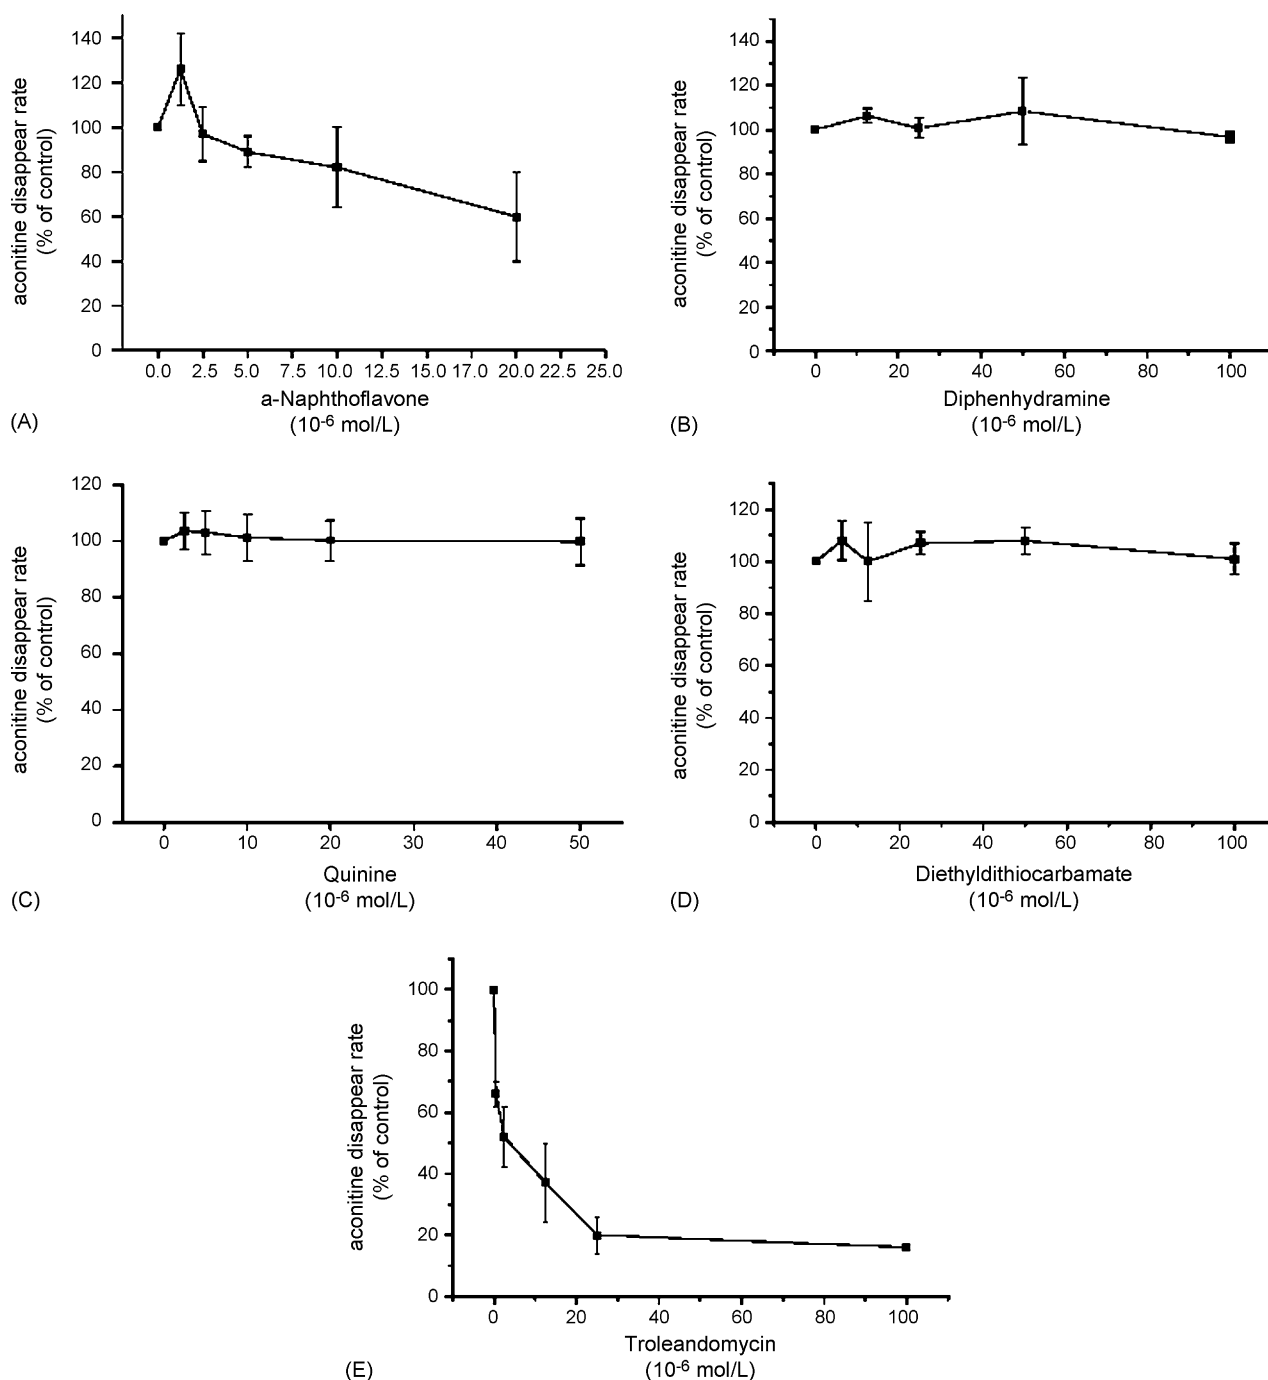 140
120
100
80
60
40
20
0
aconitine disappear rate
(% of control)
0.0 2.5 5.0 7.5 10.0 12.5 15.0 17.0 20.0 22.5 25.0
a-Naphthoflavone
(10-6 mol/L)
(A)
140
120
100
80
60
40
20
0
aconitine disappear rate
(% of control)
0 20 40 60 80 100
Diphenhydramine
(10-6 mol/L)
(B)
120
100
80
60
40
20
0
aconitine disappear rate
(% of control)
0 10 20 30 40 50
Quinine
(10-6 mol/L)
(C)
120
100
80
60
40
20
0
aconitine disappear rate
(% of control)
0 20 40 60 80 100
Diethyldithiocarbamate
(10-6 mol/L)
(D)
100
80
60
40
20
0
aconitine disappear rate
(% of control)
0 20 40 60 80 100
Troleandomycin
(10-6 mol/L)
(E)